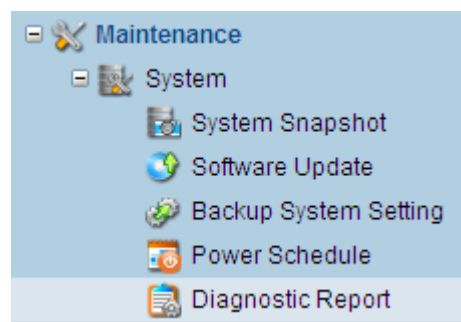 Maintenance
System
System Snapshot
Software Update
Backup System Setting
Power Schedule
Diagnostic Report